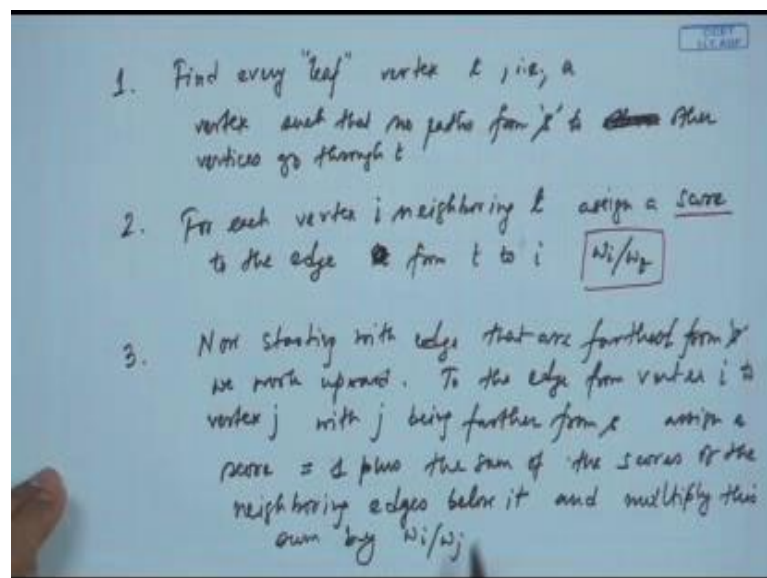 1. Find every "leaf" vertex t, i.e., a
vertex such that no paths from 's' to other
vertices go through t
2. For each vertex i neighboring t assign a score
to the edge from t to i wi/wt
3. Now starting with edge that are farthest from 's'
we work upward. To the edge from vertex i to
vertex j with j being farther from s assign a
score = 1 plus the sum of the scores of the
neighboring edges below it and multiply this
sum by wi/wj